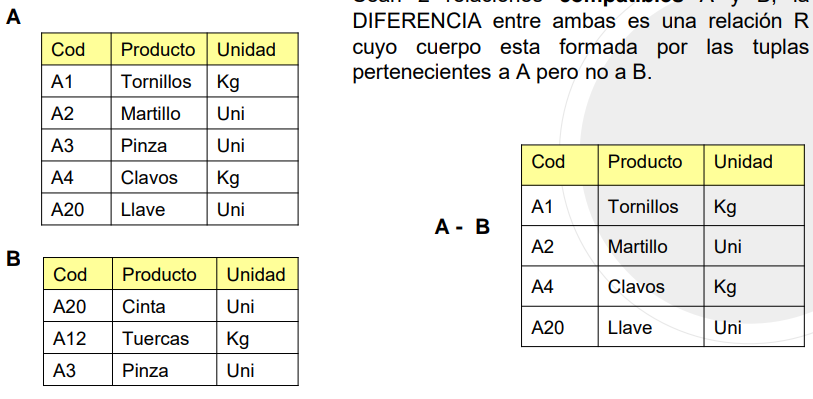 A
Cod Producto Unidad
A1 Tornillos Kg
A2 Martillo Uni
A3 Pinza Uni
A4 Clavos Kg
A20 Llave Uni
B
Cod Producto Unidad
A20 Cinta Uni
A12 Tuercas Kg
A3 Pinza Uni
DIFERENCIA entre ambas es una relación R
cuyo cuerpo esta formada por las tuplas
pertenecientes a A pero no a B.
A - B
Cod Producto Unidad
A1 Tornillos Kg
A2 Martillo Uni
A4 Clavos Kg
A20 Llave Uni